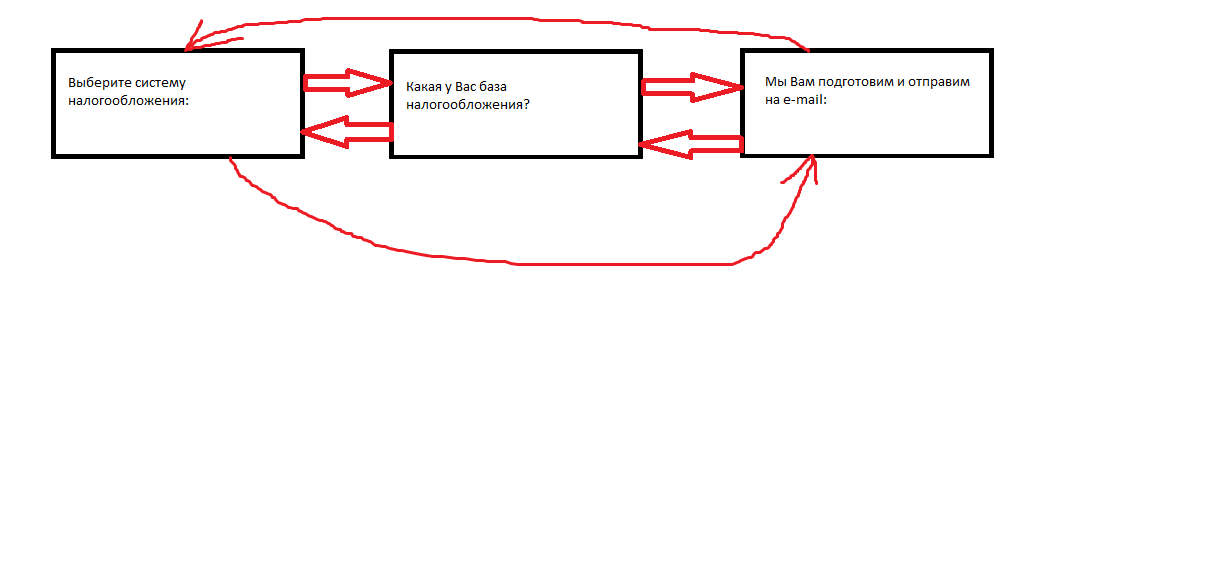 Выберите систему
налогообложения:
Какая у Вас база
налогообложения?
Мы Вам подготовим и отправим
на e-mail: